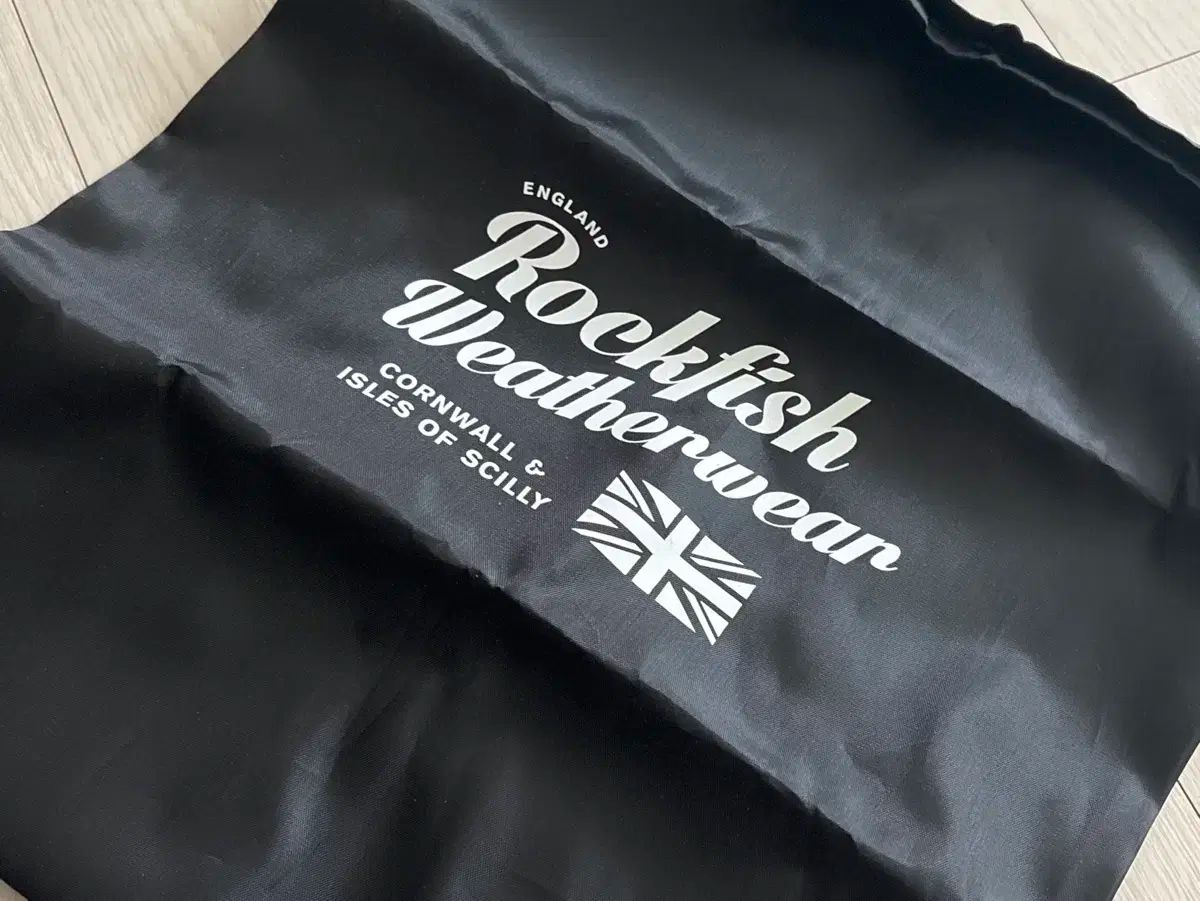 ENGLAND
Rockfish
Weatherwear
CORNWALL &
ISLES OF SCILLY